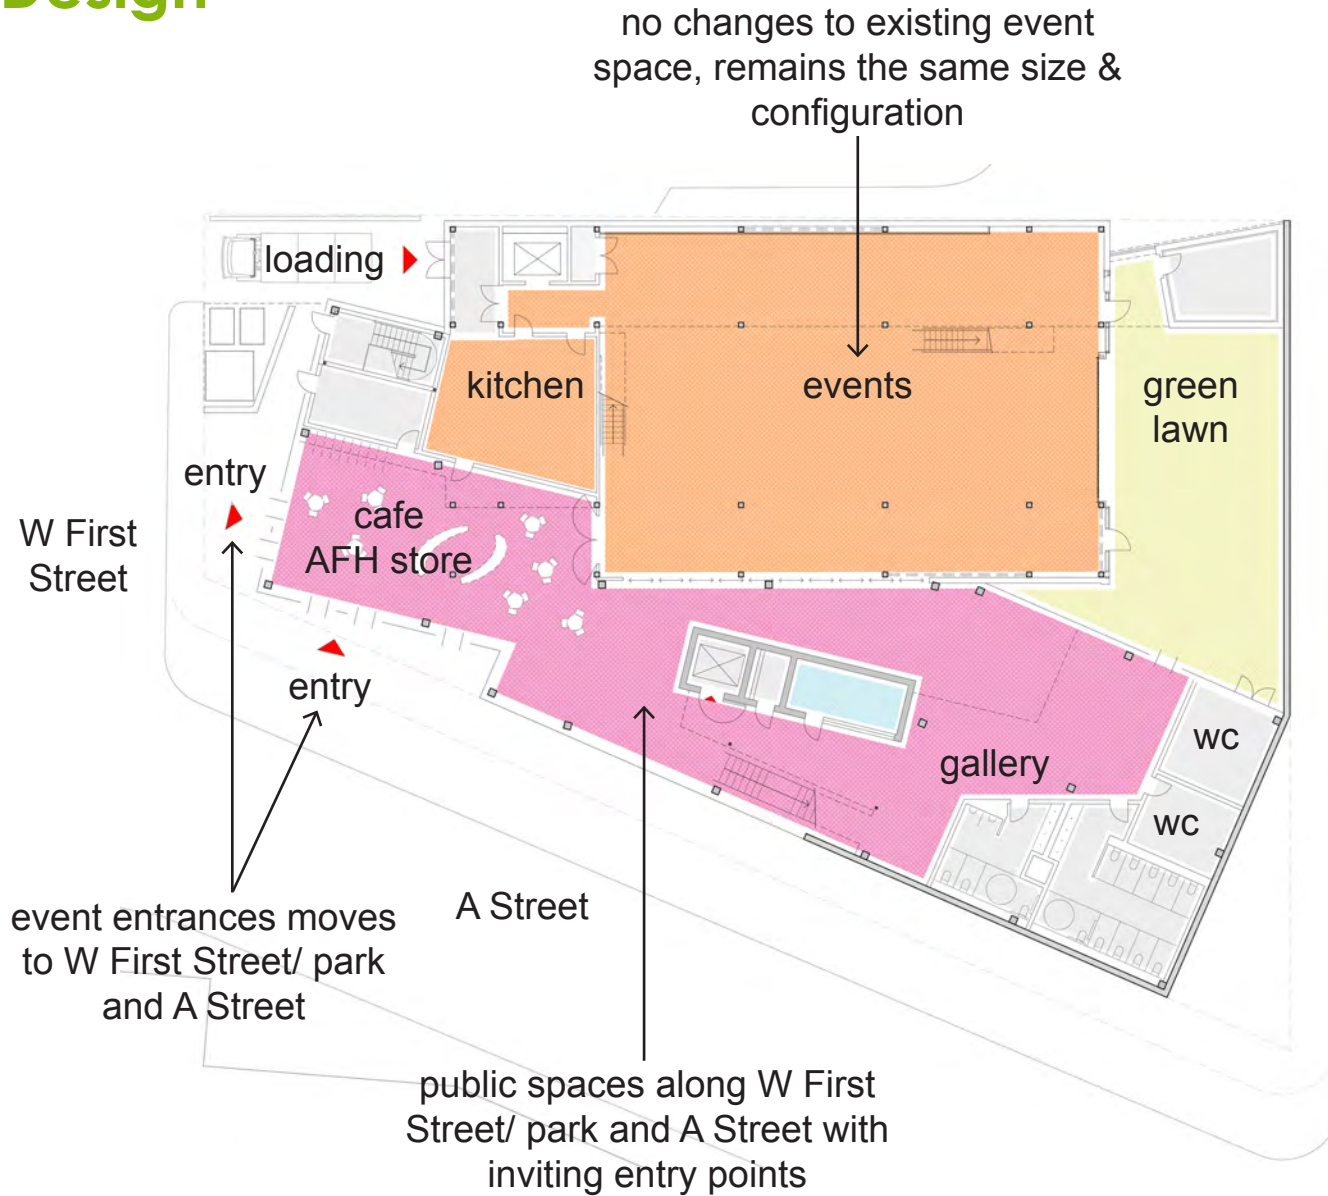 Design
no changes to existing event
space, remains the same size &
configuration
loading
kitchen
events
green
lawn
entry
W First
Street
cafe
AFH store
entry
gallery
wc
wc
A Street
event entrances moves
to W First Street/ park
and A Street
public spaces along W First
Street/ park and A Street with
inviting entry points